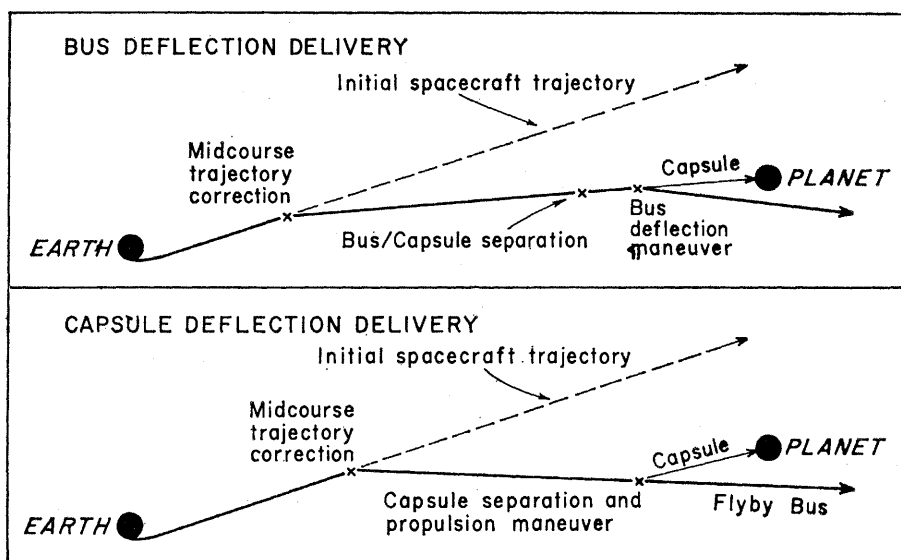 BUS DEFLECTION DELIVERY
Initial spacecraft trajectory
Midcourse
trajectory
correction
Capsule
PLANET
EARTH
Bus/Capsule separation
Bus
deflection
maneuver
CAPSULE DEFLECTION DELIVERY
Initial spacecraft trajectory
Midcourse
trajectory
correction
Capsule
PLANET
EARTH
Capsule separation and
propulsion maneuver
Flyby Bus